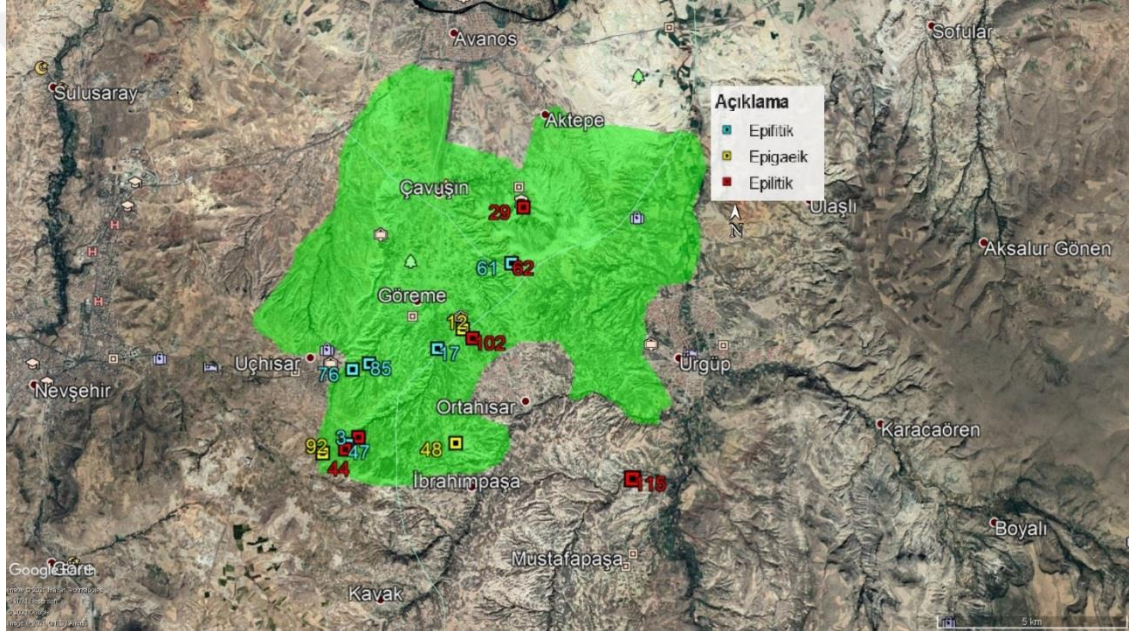 Avanos
Sofular
Sulusaray
Açıklama
Aktepe
Epifitik
Epigaeik
Çavuşin
Epilitik
29
Ulaşlı
N
Aksalur Gönen
61
62
Göreme
12
102
17
Uçhisar
85
Ürgüp
76
Nevşehir
Ortahisar
Karacaören
3
92
47
48
44
İbrahimpaşa
115
Boyalı
Mustafapaşa
Google Earth
Göre
Kavak
5 km